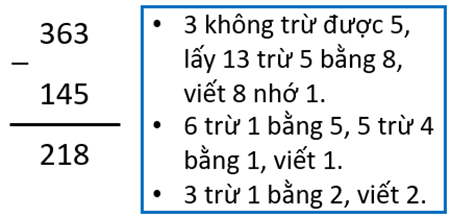 363
–
145
218
• 3 không trừ được 5,
lấy 13 trừ 5 bằng 8,
viết 8 nhớ 1.
• 6 trừ 1 bằng 5, 5 trừ 4
bằng 1, viết 1.
• 3 trừ 1 bằng 2, viết 2.